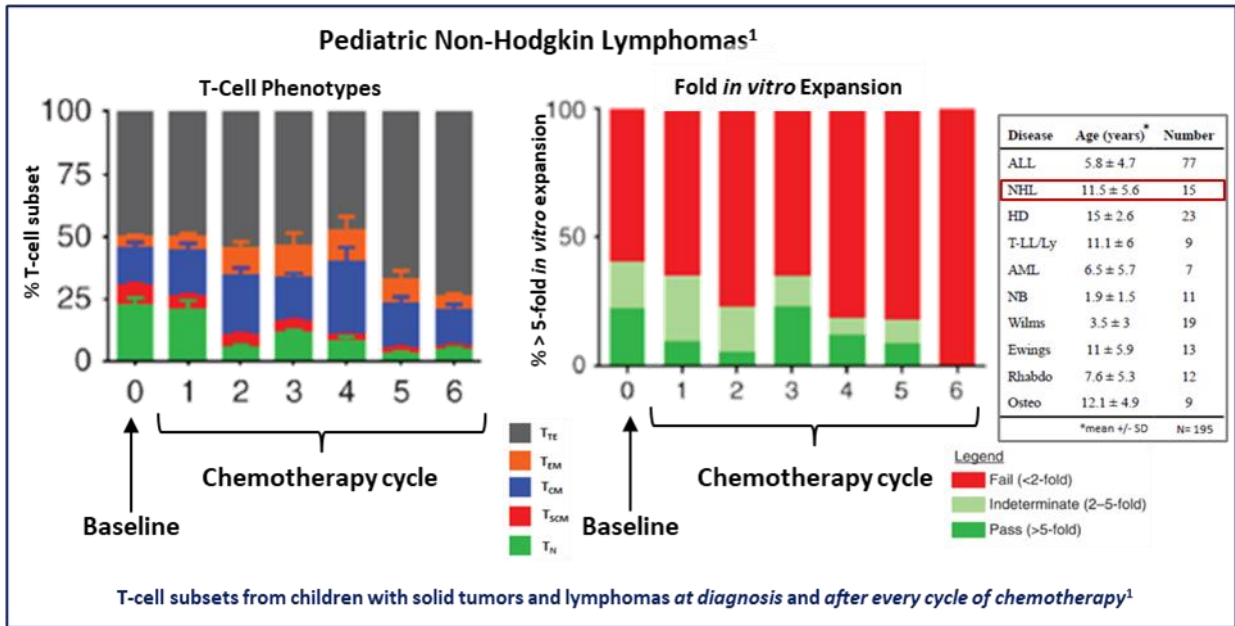 Pediatric Non-Hodgkin Lymphomas1
T-Cell Phenotypes
% T-cell subset
100
75
50
25
0
0 1 2 3 4 5 6
Baseline
Chemotherapy cycle
TTE
TEM
TCM
TSCM
TN
Fold in vitro Expansion
% > 5-fold in vitro expansion
100
50
0
0 1 2 3 4 5 6
Baseline
Chemotherapy cycle
Legend
Fail (<2-fold)
Indeterminate (2–5-fold)
Pass (>5-fold)
Disease Age (years)* Number
ALL 5.8 ± 4.7 77
NHL 11.5 ± 5.6 15
HD 15 ± 2.6 23
T-LL/Ly 11.1 ± 6 9
AML 6.5 ± 5.7 7
NB 1.9 ± 1.5 11
Wilms 3.5 ± 3 19
Ewings 11 ± 5.9 13
Rhabdo 7.6 ± 5.3 12
Osteo 12.1 ± 4.9 9
*mean +/- SD N= 195
T-cell subsets from children with solid tumors and lymphomas at diagnosis and after every cycle of chemotherapy1